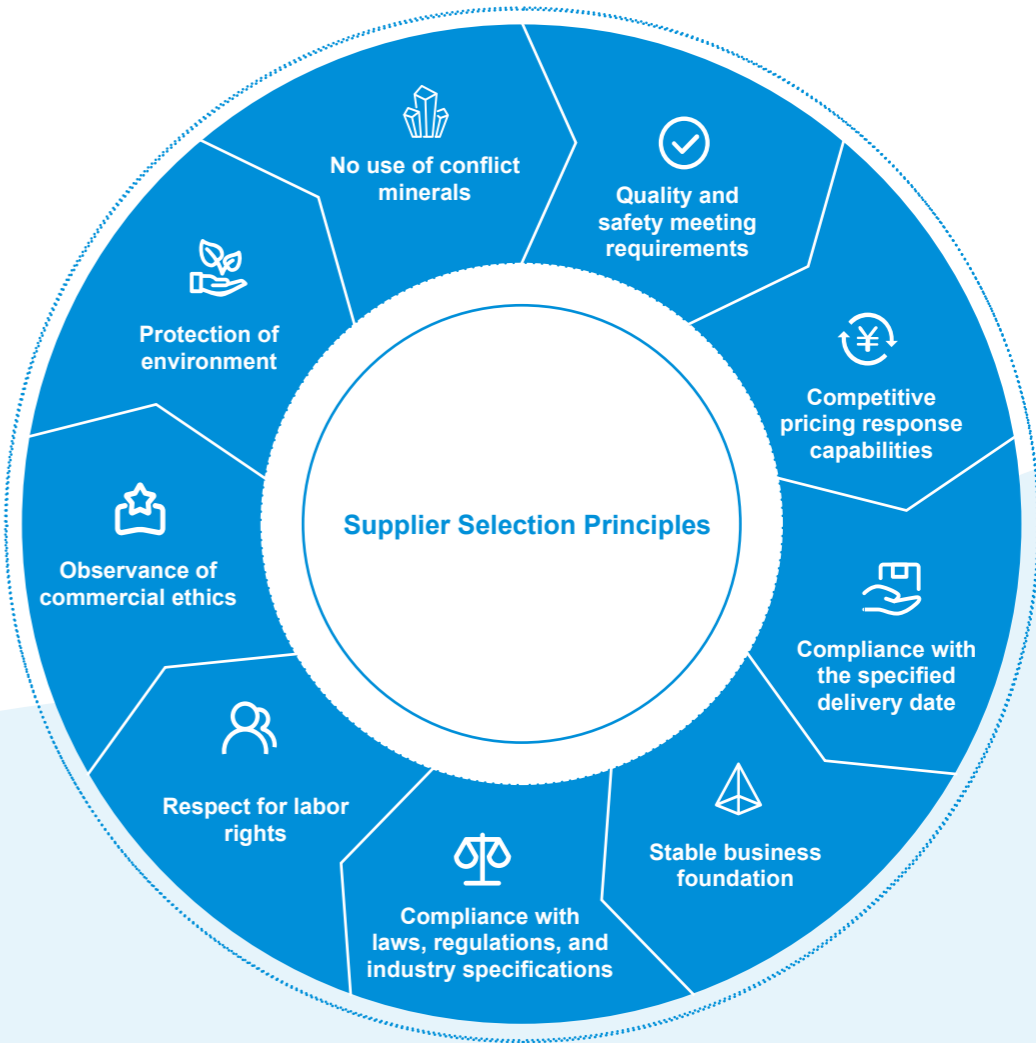 Supplier Selection Principles
Quality and
safety meeting
requirements
¥
Competitive
pricing response
capabilities
Compliance with
the specified
delivery date
Stable business
foundation
Compliance with
laws, regulations, and
industry specifications
Respect for labor
rights
Observance of
commercial ethics
Protection of
environment
No use of conflict
minerals